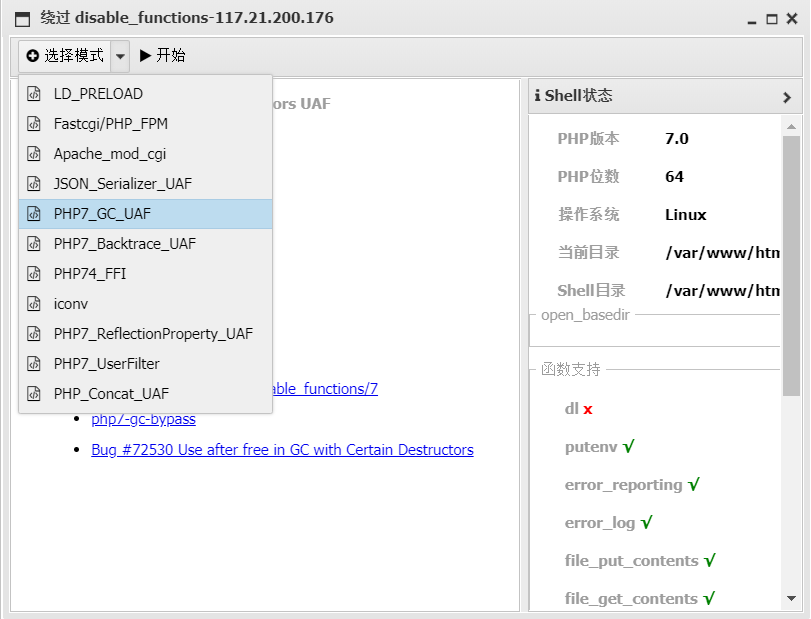 绕过 disable_functions-117.21.200.176
选择模式
开始
LD_PRELOAD
Fastcgi/PHP_FPM
Apache_mod_cgi
JSON_Serializer_UAF
PHP7_GC_UAF
PHP7_Backtrace_UAF
PHP74_FFI
iconv
PHP7_ReflectionProperty_UAF
PHP7_UserFilter
PHP_Concat_UAF
ors UAF
able_functions/7
php7-gc-bypass
Bug #72530 Use after free in GC with Certain Destructors
Shell状态
PHP版本 7.0
PHP位数 64
操作系统 Linux
当前目录 /var/www/htm
Shell目录 /var/www/htm
open_basedir
函数支持
dl x
putenv √
error_reporting √
error_log √
file_put_contents √
file_get_contents √